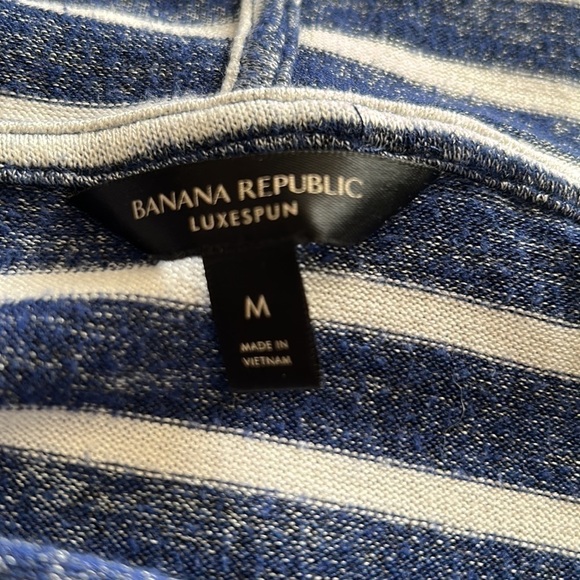 BANANA REPUBLIC
LUXESPUN
M
MADE IN
VIETNAM